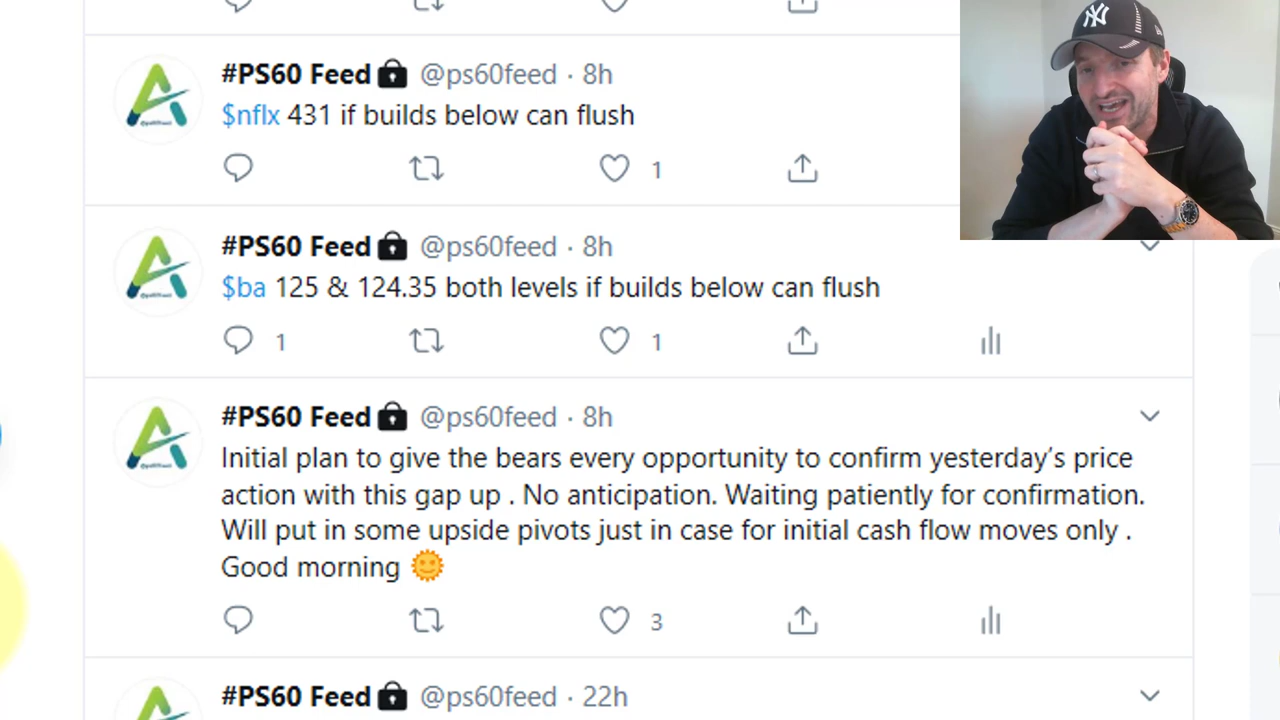 #PS60 Feed @ps60feed · 8h
$nflx 431 if builds below can flush
1
#PS60 Feed @ps60feed · 8h
$ba 125 & 124.35 both levels if builds below can flush
1 1
#PS60 Feed @ps60feed · 8h
Initial plan to give the bears every opportunity to confirm yesterday’s price
action with this gap up . No anticipation. Waiting patiently for confirmation.
Will put in some upside pivots just in case for initial cash flow moves only .
Good morning 🌞
3
#PS60 Feed @ps60feed · 22h